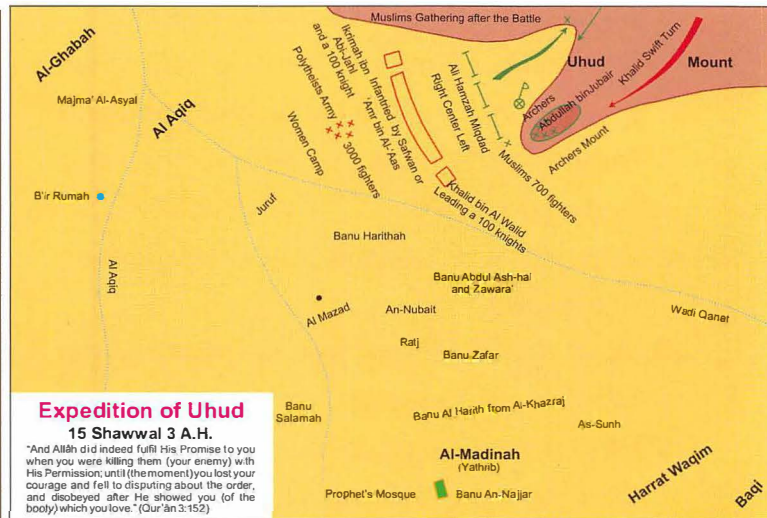 Muslims Gathering after the Battle
Al-Ghabah
Majma' Al-Asyal
Al Aqiq
B'ir Rumah
Al Aqiq
Juruf
Ikrimah ibn
Abi-Jahl
and a 100 knight
Polytheists Army
3000 fighters
Women Camp
Infantried by Safwan or
'Amr bin Al-'Aas
Khalid bin Al Walid
Leading a 100 knights
Ali Hamzah Miqdad
Right Center Left
Muslims 700 fighters
Uhud
Mount
Khalid Swift Turn
Archers
Abdullah binJubair
Archers Mount
Banu Harithah
Banu Abdul Ash-hal
and Zawara'
Wadi Qanat
Al Mazad
An-Nubait
Ratj
Banu Zafar
Banu
Salamah
Banu Al Harith from Al-Khazraj
As-Sunh
Al-Madinah
(Yathrib)
Prophet's Mosque
Banu An-Najjar
Harrat Waqim
Baqi
Expedition of Uhud
15 Shawwal 3 A.H.
"And Allâh did indeed fulfil His Promise to you
when you were killing them (your enemy) with
His Permission; until (the moment) you lost your
courage and fell to disputing about the order,
and disobeyed after He showed you (of the
booty) which you love." (Qur'ân 3:152)